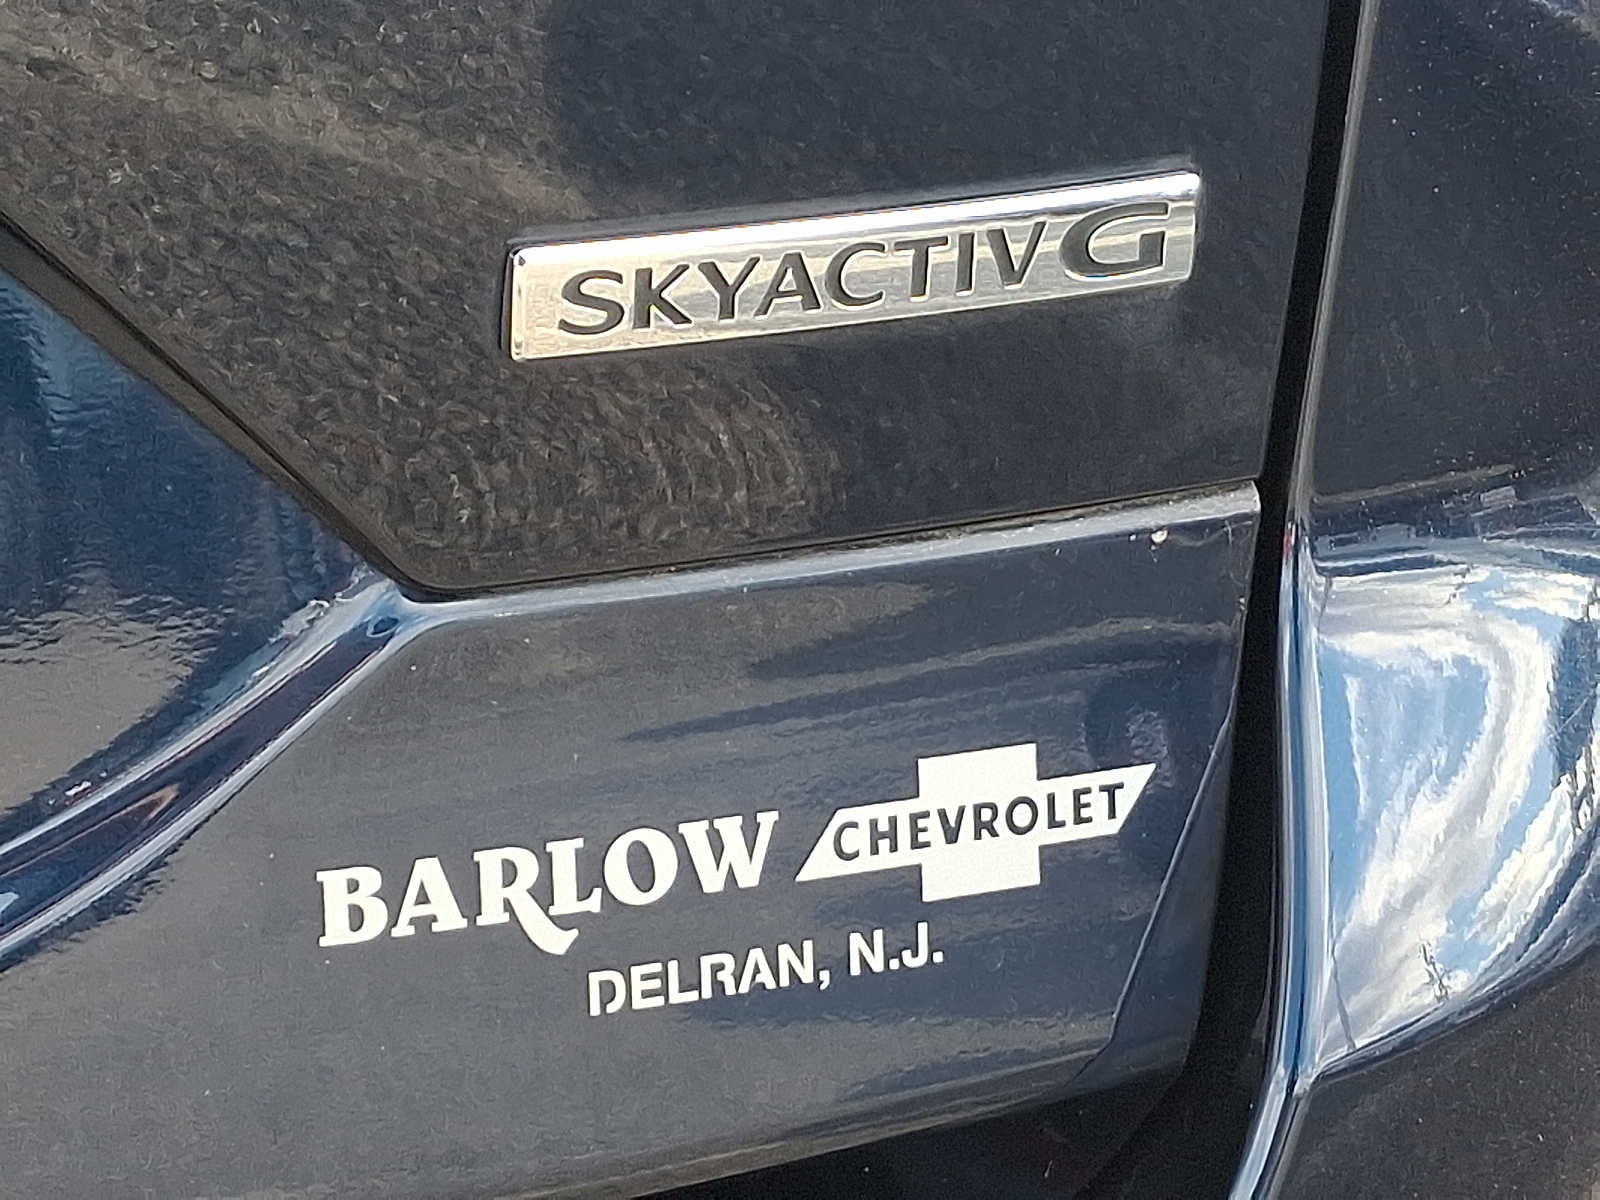 SKYACTIV G
BARLOW CHEVROLET
DELRAN, N.J.